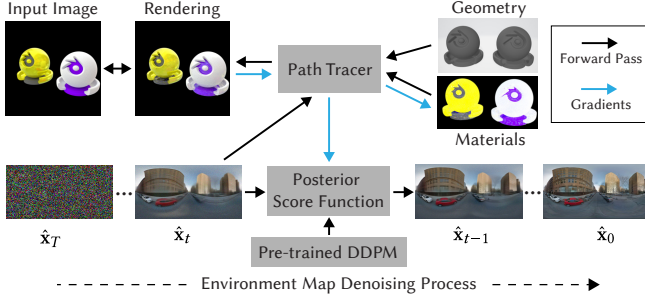 Input Image
Rendering
Geometry
Path Tracer
Forward Pass
Gradients
Materials
Posterior
Score Function
Pre-trained DDPM
x̂_T
x̂_t
x̂_{t−1}
x̂_0
Environment Map Denoising Process